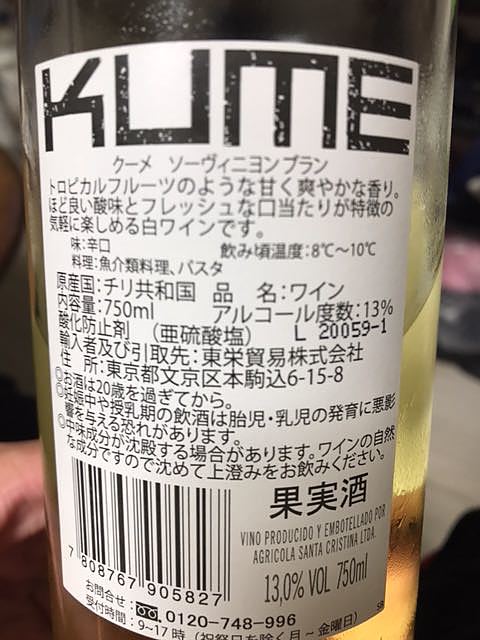 KUME
クーメ ソーヴィニヨンブラン
トロピカルフルーツのような甘く爽やかな香り。
ほど良い酸味とフレッシュな口当たりが特徴の
気軽に楽しめる白ワインです。
味:辛口 飲み頃温度:8℃~10℃
料理:魚介類料理、パスタ
原産国:チリ共和国 品 名:ワイン
内容量:750ml アルコール度数:13%
酸化防止剤 (亜硫酸塩) L 20059-1
輸入者及び引取先:東栄貿易株式会社
住 所:東京都文京区本駒込6-15-8
◎お酒は20歳を過ぎてから。
◎妊娠中や授乳期の飲酒は胎児・乳児の発育に悪影
響を与える恐れがあります。
◎中味成分が沈殿する場合があります。ワインの自然
な成分ですので沈めて上澄みをお飲みください。
果実酒
VINO PRODUCIDO Y EMBOTELLADO POR
AGRICOLA SANTA CRISTINA LTDA.
13,0% VOL 750ml
7 808767 905827
お問合せ: 0120-748-996
受付時間:9~17時(祝祭日を除く月~金曜日)